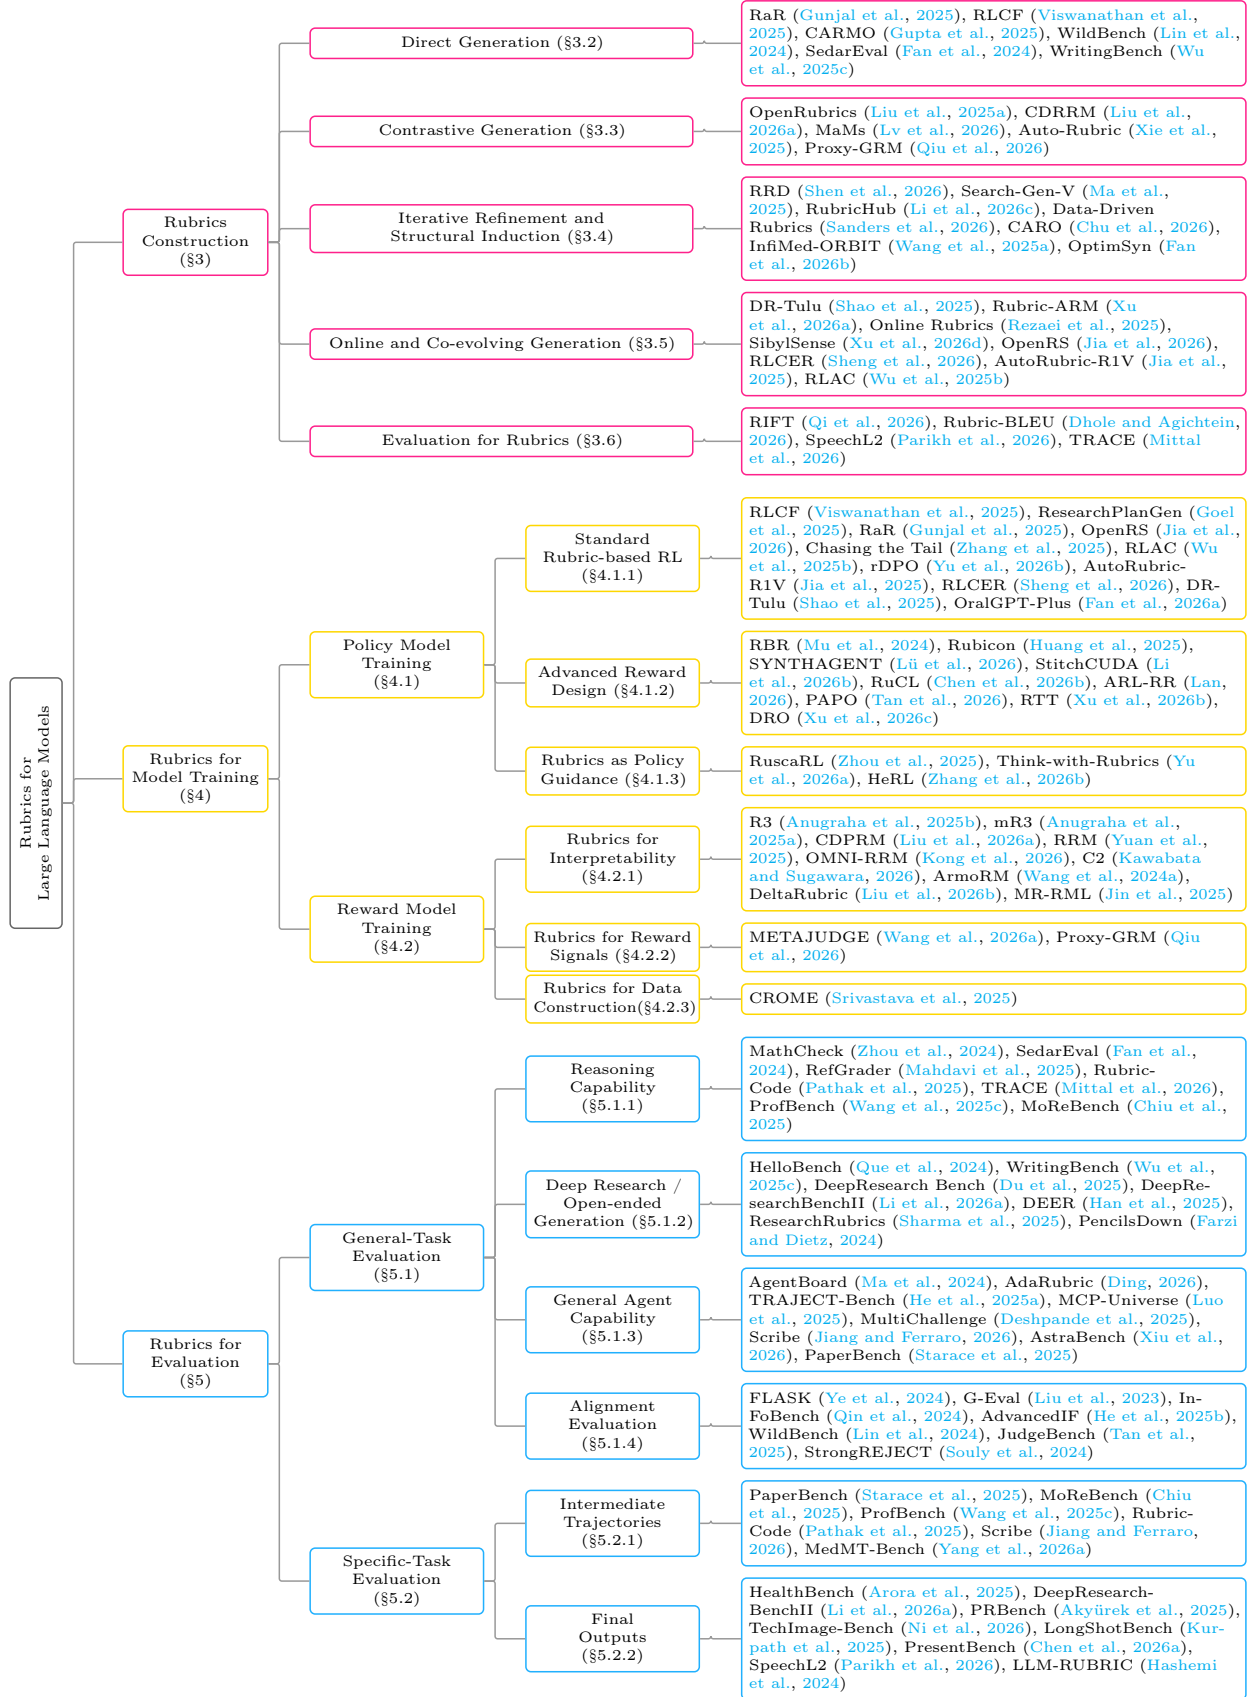 Rubrics for
Large Language Models
Rubrics
Construction
(§3)
Direct Generation (§3.2)
RaR (Gunjal et al., 2025), RLCF (Viswanathan et al.,
2025), CARMO (Gupta et al., 2025), WildBench (Lin et al.,
2024), SedarEval (Fan et al., 2024), WritingBench (Wu
et al., 2025c)
Contrastive Generation (§3.3)
OpenRubrics (Liu et al., 2025a), CDRRM (Liu et al.,
2026a), MaMs (Lv et al., 2026), Auto-Rubric (Xie et al.,
2025), Proxy-GRM (Qiu et al., 2026)
Iterative Refinement and
Structural Induction (§3.4)
RRD (Shen et al., 2026), Search-Gen-V (Ma et al.,
2025), RubricHub (Li et al., 2026c), Data-Driven
Rubrics (Sanders et al., 2026), CARO (Chu et al., 2026),
InfiMed-ORBIT (Wang et al., 2025a), OptimSyn (Fan
et al., 2026b)
Online and Co-evolving Generation (§3.5)
DR-Tulu (Shao et al., 2025), Rubric-ARM (Xu
et al., 2026a), Online Rubrics (Rezaei et al., 2025),
SibylSense (Xu et al., 2026d), OpenRS (Jia et al., 2026),
RLCER (Sheng et al., 2026), AutoRubric-R1V (Jia et al.,
2025), RLAC (Wu et al., 2025b)
Evaluation for Rubrics (§3.6)
RIFT (Qi et al., 2026), Rubric-BLEU (Dhole and Agichtein,
2026), SpeechL2 (Parikh et al., 2026), TRACE (Mittal
et al., 2026)
Rubrics for
Model Training
(§4)
Policy Model
Training
(§4.1)
Standard
Rubric-based RL
(§4.1.1)
RLCF (Viswanathan et al., 2025), ResearchPlanGen (Goel
et al., 2025), RaR (Gunjal et al., 2025), OpenRS (Jia et al.,
2026), Chasing the Tail (Zhang et al., 2025), RLAC (Wu
et al., 2025b), rDPO (Yu et al., 2026b), AutoRubric-
R1V (Jia et al., 2025), RLCER (Sheng et al., 2026), DR-
Tulu (Shao et al., 2025), OralGPT-Plus (Fan et al., 2026a)
Advanced Reward
Design (§4.1.2)
RBR (Mu et al., 2024), Rubicon (Huang et al., 2025),
SYNTHAGENT (Lü et al., 2026), StitchCUDA (Li
et al., 2026b), RuCL (Chen et al., 2026b), ARL-RR (Lan,
2026), PAPO (Tan et al., 2026), RTT (Xu et al., 2026b),
DRO (Xu et al., 2026c)
Rubrics as Policy
Guidance (§4.1.3)
RuscaRL (Zhou et al., 2025), Think-with-Rubrics (Yu
et al., 2026a), HeRL (Zhang et al., 2026b)
Reward Model
Training
(§4.2)
Rubrics for
Interpretability
(§4.2.1)
R3 (Anugraha et al., 2025b), mR3 (Anugraha et al.,
2025a), CDPRM (Liu et al., 2026a), RRM (Yuan et al.,
2025), OMNI-RRM (Kong et al., 2026), C2 (Kawabata
and Sugawara, 2026), ArmoRM (Wang et al., 2024a),
DeltaRubric (Liu et al., 2026b), MR-RML (Jin et al., 2025)
Rubrics for Reward
Signals (§4.2.2)
METAJUDGE (Wang et al., 2026a), Proxy-GRM (Qiu
et al., 2026)
Rubrics for Data
Construction(§4.2.3)
CROME (Srivastava et al., 2025)
Rubrics for
Evaluation
(§5)
General-Task
Evaluation
(§5.1)
Reasoning
Capability
(§5.1.1)
MathCheck (Zhou et al., 2024), SedarEval (Fan et al.,
2024), RefGrader (Mahdavi et al., 2025), Rubric-
Code (Pathak et al., 2025), TRACE (Mittal et al., 2026),
ProfBench (Wang et al., 2025c), MoReBench (Chiu et al.,
2025)
Deep Research /
Open-ended
Generation (§5.1.2)
HelloBench (Que et al., 2024), WritingBench (Wu et al.,
2025c), DeepResearch Bench (Du et al., 2025), DeepRe-
searchBenchII (Li et al., 2026a), DEER (Han et al., 2025),
ResearchRubrics (Sharma et al., 2025), PencilsDown (Farzi
and Dietz, 2024)
General Agent
Capability
(§5.1.3)
AgentBoard (Ma et al., 2024), AdaRubric (Ding, 2026),
TRAJECT-Bench (He et al., 2025a), MCP-Universe (Luo
et al., 2025), MultiChallenge (Deshpande et al., 2025),
Scribe (Jiang and Ferraro, 2026), AstraBench (Xiu et al.,
2026), PaperBench (Starace et al., 2025)
Alignment
Evaluation
(§5.1.4)
FLASK (Ye et al., 2024), G-Eval (Liu et al., 2023), In-
FoBench (Qin et al., 2024), AdvancedIF (He et al., 2025b),
WildBench (Lin et al., 2024), JudgeBench (Tan et al.,
2025), StrongREJECT (Souly et al., 2024)
Specific-Task
Evaluation
(§5.2)
Intermediate
Trajectories
(§5.2.1)
PaperBench (Starace et al., 2025), MoReBench (Chiu
et al., 2025), ProfBench (Wang et al., 2025c), Rubric-
Code (Pathak et al., 2025), Scribe (Jiang and Ferraro,
2026), MedMT-Bench (Yang et al., 2026a)
Final
Outputs
(§5.2.2)
HealthBench (Arora et al., 2025), DeepResearch-
BenchII (Li et al., 2026a), PRBench (Akyürek et al., 2025),
TechImage-Bench (Ni et al., 2026), LongShotBench (Kur-
path et al., 2025), PresentBench (Chen et al., 2026a),
SpeechL2 (Parikh et al., 2026), LLM-RUBRIC (Hashemi
et al., 2024)